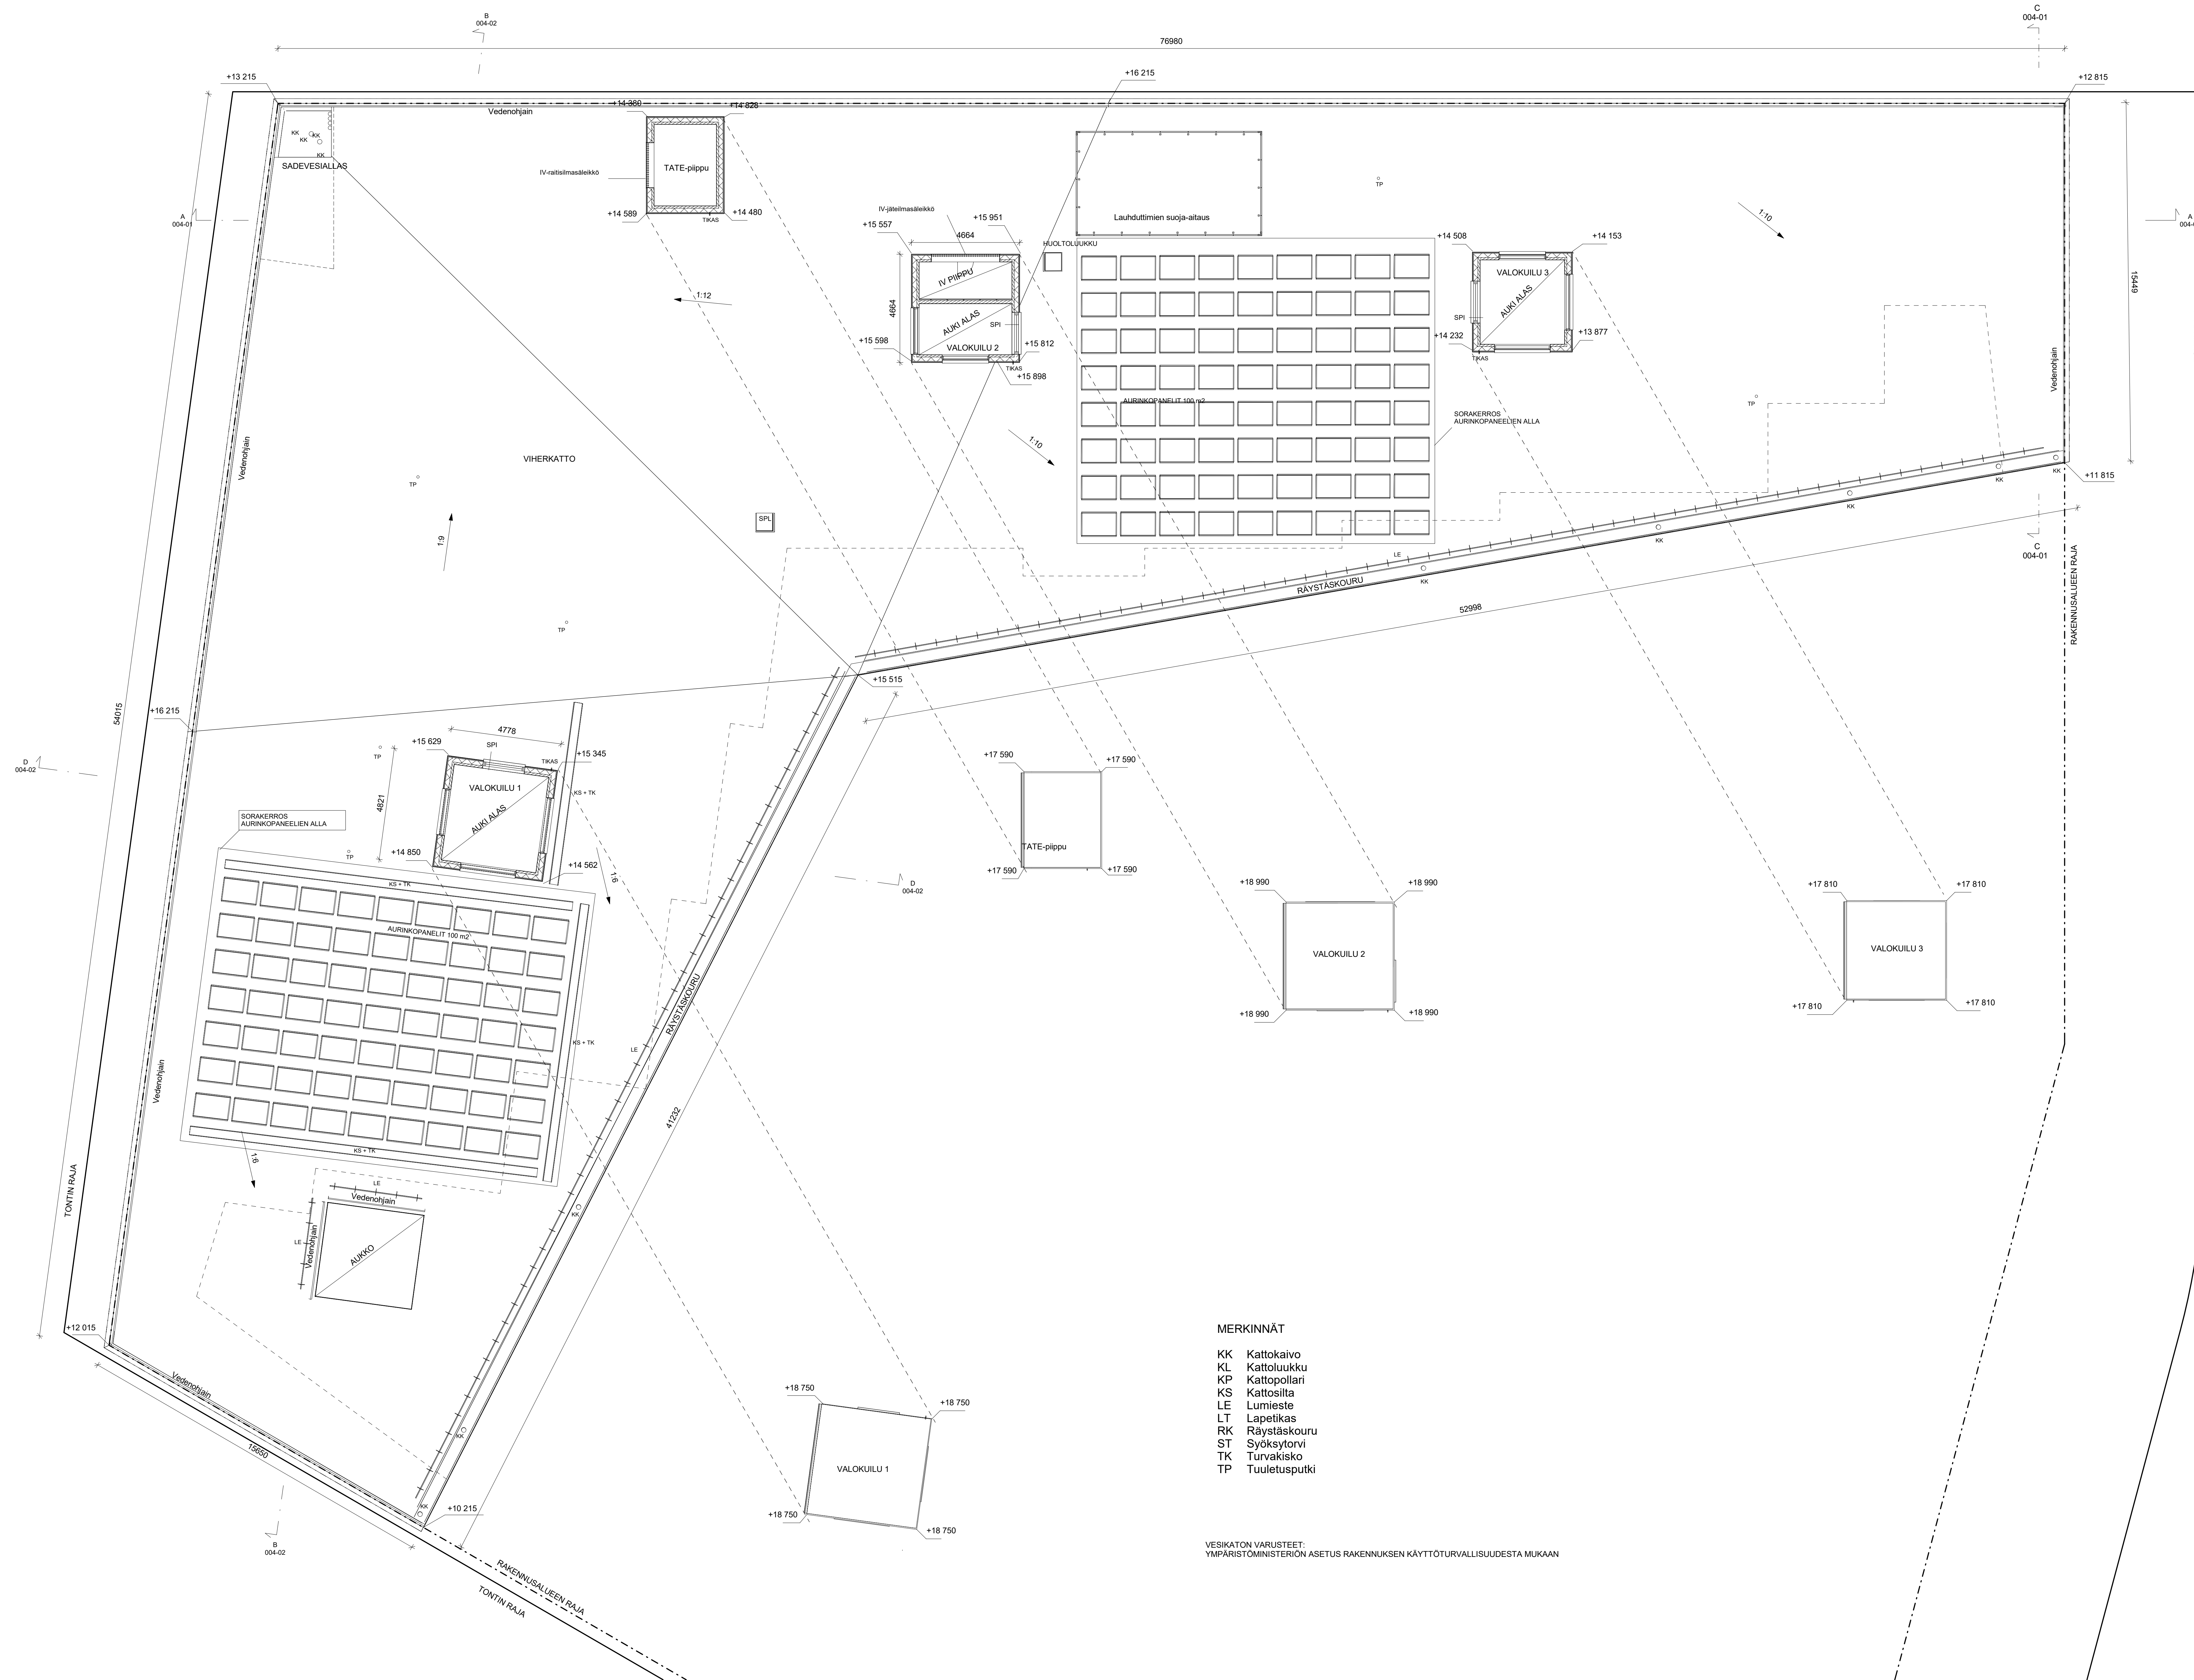 B
004-02
C
004-01
76980
+13 215
+16 215
+12 815
Vedenohjain
+14 380
+14 828
KK
KK
KK
KK
SADEVESIALLAS
TATE-piippu
IV-raitisilmasäleikkö
+14 589
+14 480
TIKAS
TP
A
004-01
A
004-01
IV-jäteilmasäleikkö
+15 951
+15 557
4664
Lauhduttimien suoja-aitaus
HUOLTOLUUKKU
1:10
+14 508
+14 153
IV PIIPPU
VALOKUILU 3
1:12
4664
AUKI ALAS
AUKI ALAS
SPI
SPI
15449
+15 598
VALOKUILU 2
+15 812
+14 232
+13 877
TIKAS
TIKAS
+15 898
Vedenohjain
AURINKOPANELIT 100 m2
TP
SORAKERROS
AURINKOPANEELIEN ALLA
1:10
Vedenohjain
VIHERKATTO
TP
KK
+11 815
KK
KK
SPL
1:9
KK
LE
C
004-01
KK
RÄYSTÄSKOURU
RAKENNUSALUEEN RAJA
52998
TP
+15 515
+16 215
54015
4778
+15 629
SPI
+15 345
TIKAS
TP
D
004-02
VALOKUILU 1
KS + TK
4821
AUKI ALAS
+17 590
+17 590
SORAKERROS
AURINKOPANEELIEN ALLA
TP
+14 850
+14 562
1:6
TATE-piippu
+17 590
+17 590
D
004-02
KS + TK
AURINKOPANELIT 100 m2
+18 990
+18 990
+17 810
+17 810
VALOKUILU 2
VALOKUILU 3
RÄYSTÄSKOURU
+18 990
+18 990
+17 810
+17 810
KS + TK
LE
Vedenohjain
41232
KS + TK
1:6
TONTIN RAJA
LE
Vedenohjain
KK
LE
Vedenohjain
AUKKO
+12 015
MERKINNÄT
KK Kattokaivo
KL Kattoluukku
KP Kattopollari
KS Kattosilta
LE Lumieste
LT Lapetikas
RK Räystäskouru
ST Syöksytorvi
TK Turvakisko
TP Tuuletusputki
Vedenohjain
+18 750
+18 750
KK
15650
VALOKUILU 1
KK
+10 215
+18 750
+18 750
B
004-02
VESIKATON VARUSTEET:
YMPÄRISTÖMINISTERIÖN ASETUS RAKENNUKSEN KÄYTTÖTURVALLISUUDESTA MUKAAN
RAKENNUSALUEEN RAJA
TONTIN RAJA